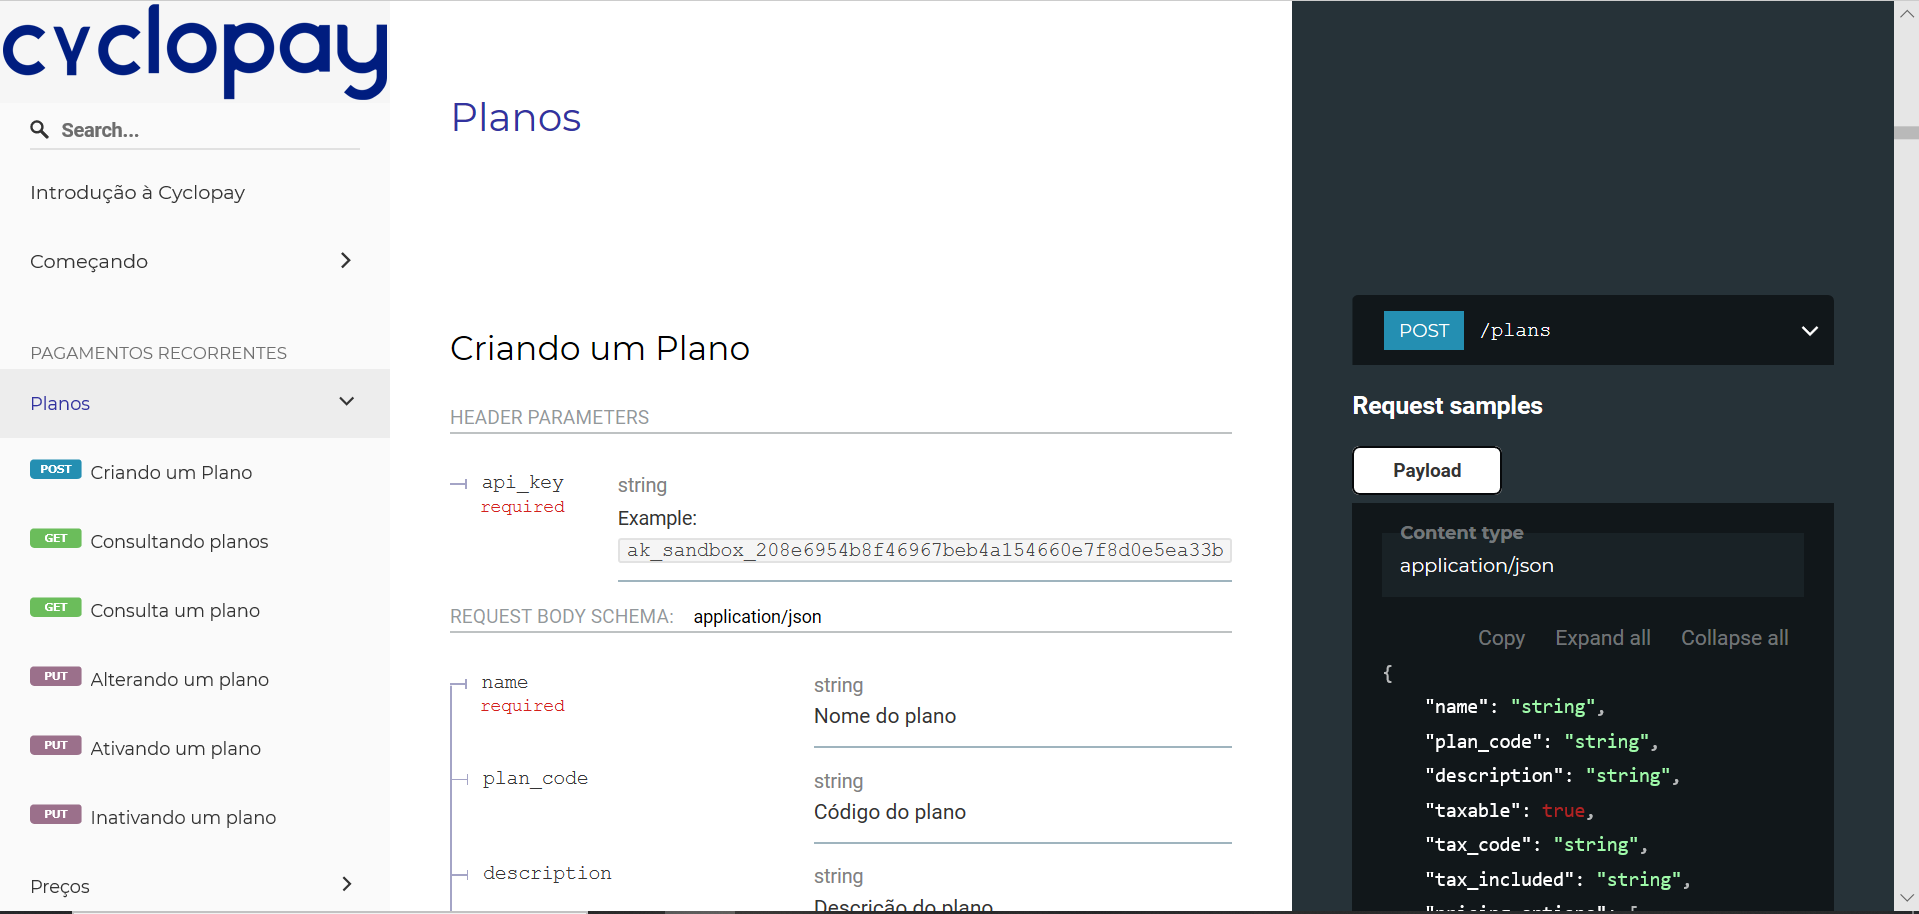 cyclopay
Search...
Introdução à Cyclopay
Começando
PAGAMENTOS RECORRENTES
Planos
POST Criando um Plano
GET Consultando planos
GET Consulta um plano
PUT Alterando um plano
PUT Ativando um plano
PUT Inativando um plano
Preços
Planos
Criando um Plano
HEADER PARAMETERS
api_key
required
string
Example:
ak_sandbox_208e6954b8f46967beb4a154660e7f8d0e5ea33b
REQUEST BODY SCHEMA: application/json
name
required
string
Nome do plano
plan_code
string
Código do plano
description
string
Descrição do plano
POST /plans
Request samples
Payload
Content type
application/json
Copy Expand all Collapse all
{
"name": "string",
"plan_code": "string",
"description": "string",
"taxable": true,
"tax_code": "string",
"tax_included": "string",
"pricing_options": [